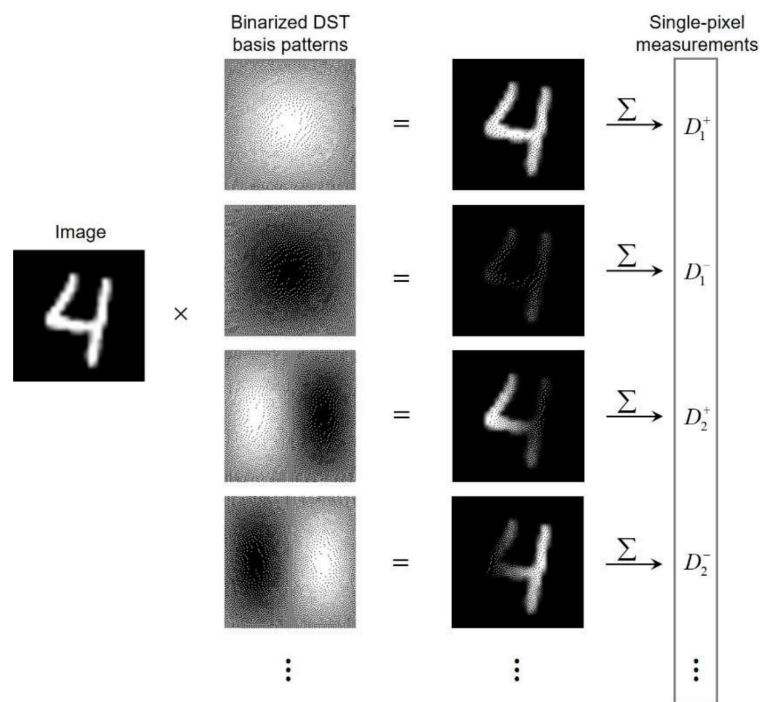 Binarized DST
basis patterns
Single-pixel
measurements
= Σ D₁⁺
Image
× = Σ D₁⁻
= Σ D₂⁺
= Σ D₂⁻
⋮ ⋮ ⋮